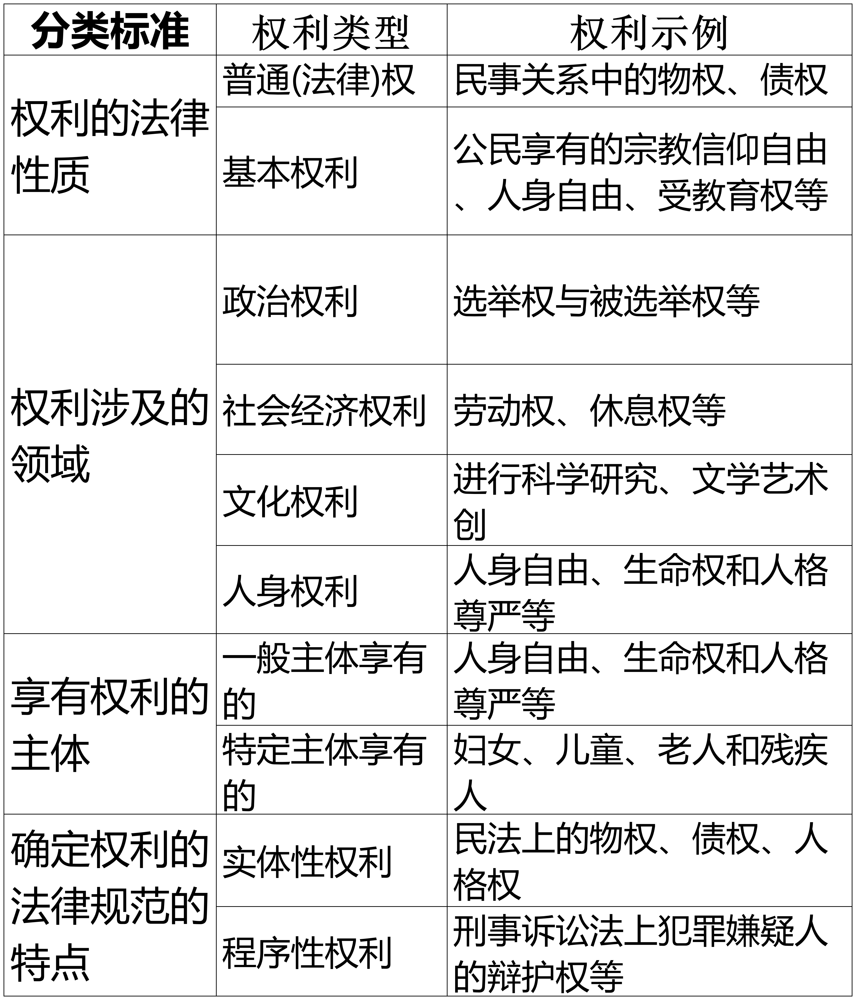 分类标准
权利类型
权利示例
权利的法律
性质
普通(法律)权
民事关系中的物权、债权
基本权利
公民享有的宗教信仰自由
、人身自由、受教育权等
权利涉及的
领域
政治权利
选举权与被选举权等
社会经济权利
劳动权、休息权等
文化权利
进行科学研究、文学艺术
创
人身权利
人身自由、生命权和人格
尊严等
享有权利的
主体
一般主体享有
的
人身自由、生命权和人格
尊严等
特定主体享有
的
妇女、儿童、老人和残疾
人
确定权利的
法律规范的
特点
实体性权利
民法上的物权、债权、人
格权
程序性权利
刑事诉讼法上犯罪嫌疑人
的辩护权等